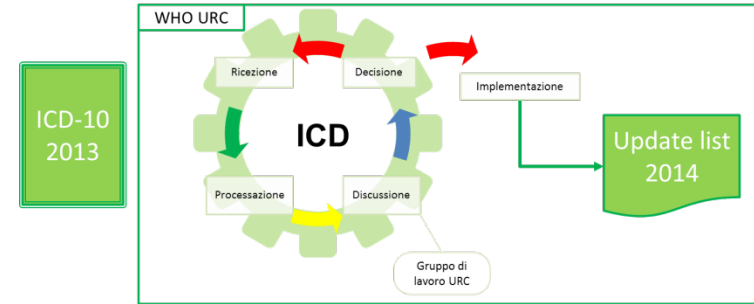 WHO URC
ICD-10
2013
Ricezione
Decisione
Implementazione
ICD
Update list
2014
Processazione
Discussione
Gruppo di
lavoro URC